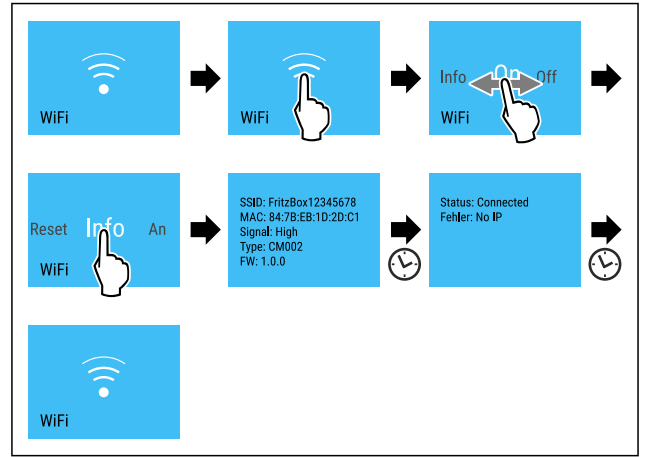 WiFi
WiFi
Info On Off
WiFi
Reset Info An
WiFi
SSID: FritzBox12345678
MAC: 84:7B:EB:1D:2D:C1
Signal: High
Type: CM002
FW: 1.0.0
Status: Connected
Fehler: No IP
WiFi